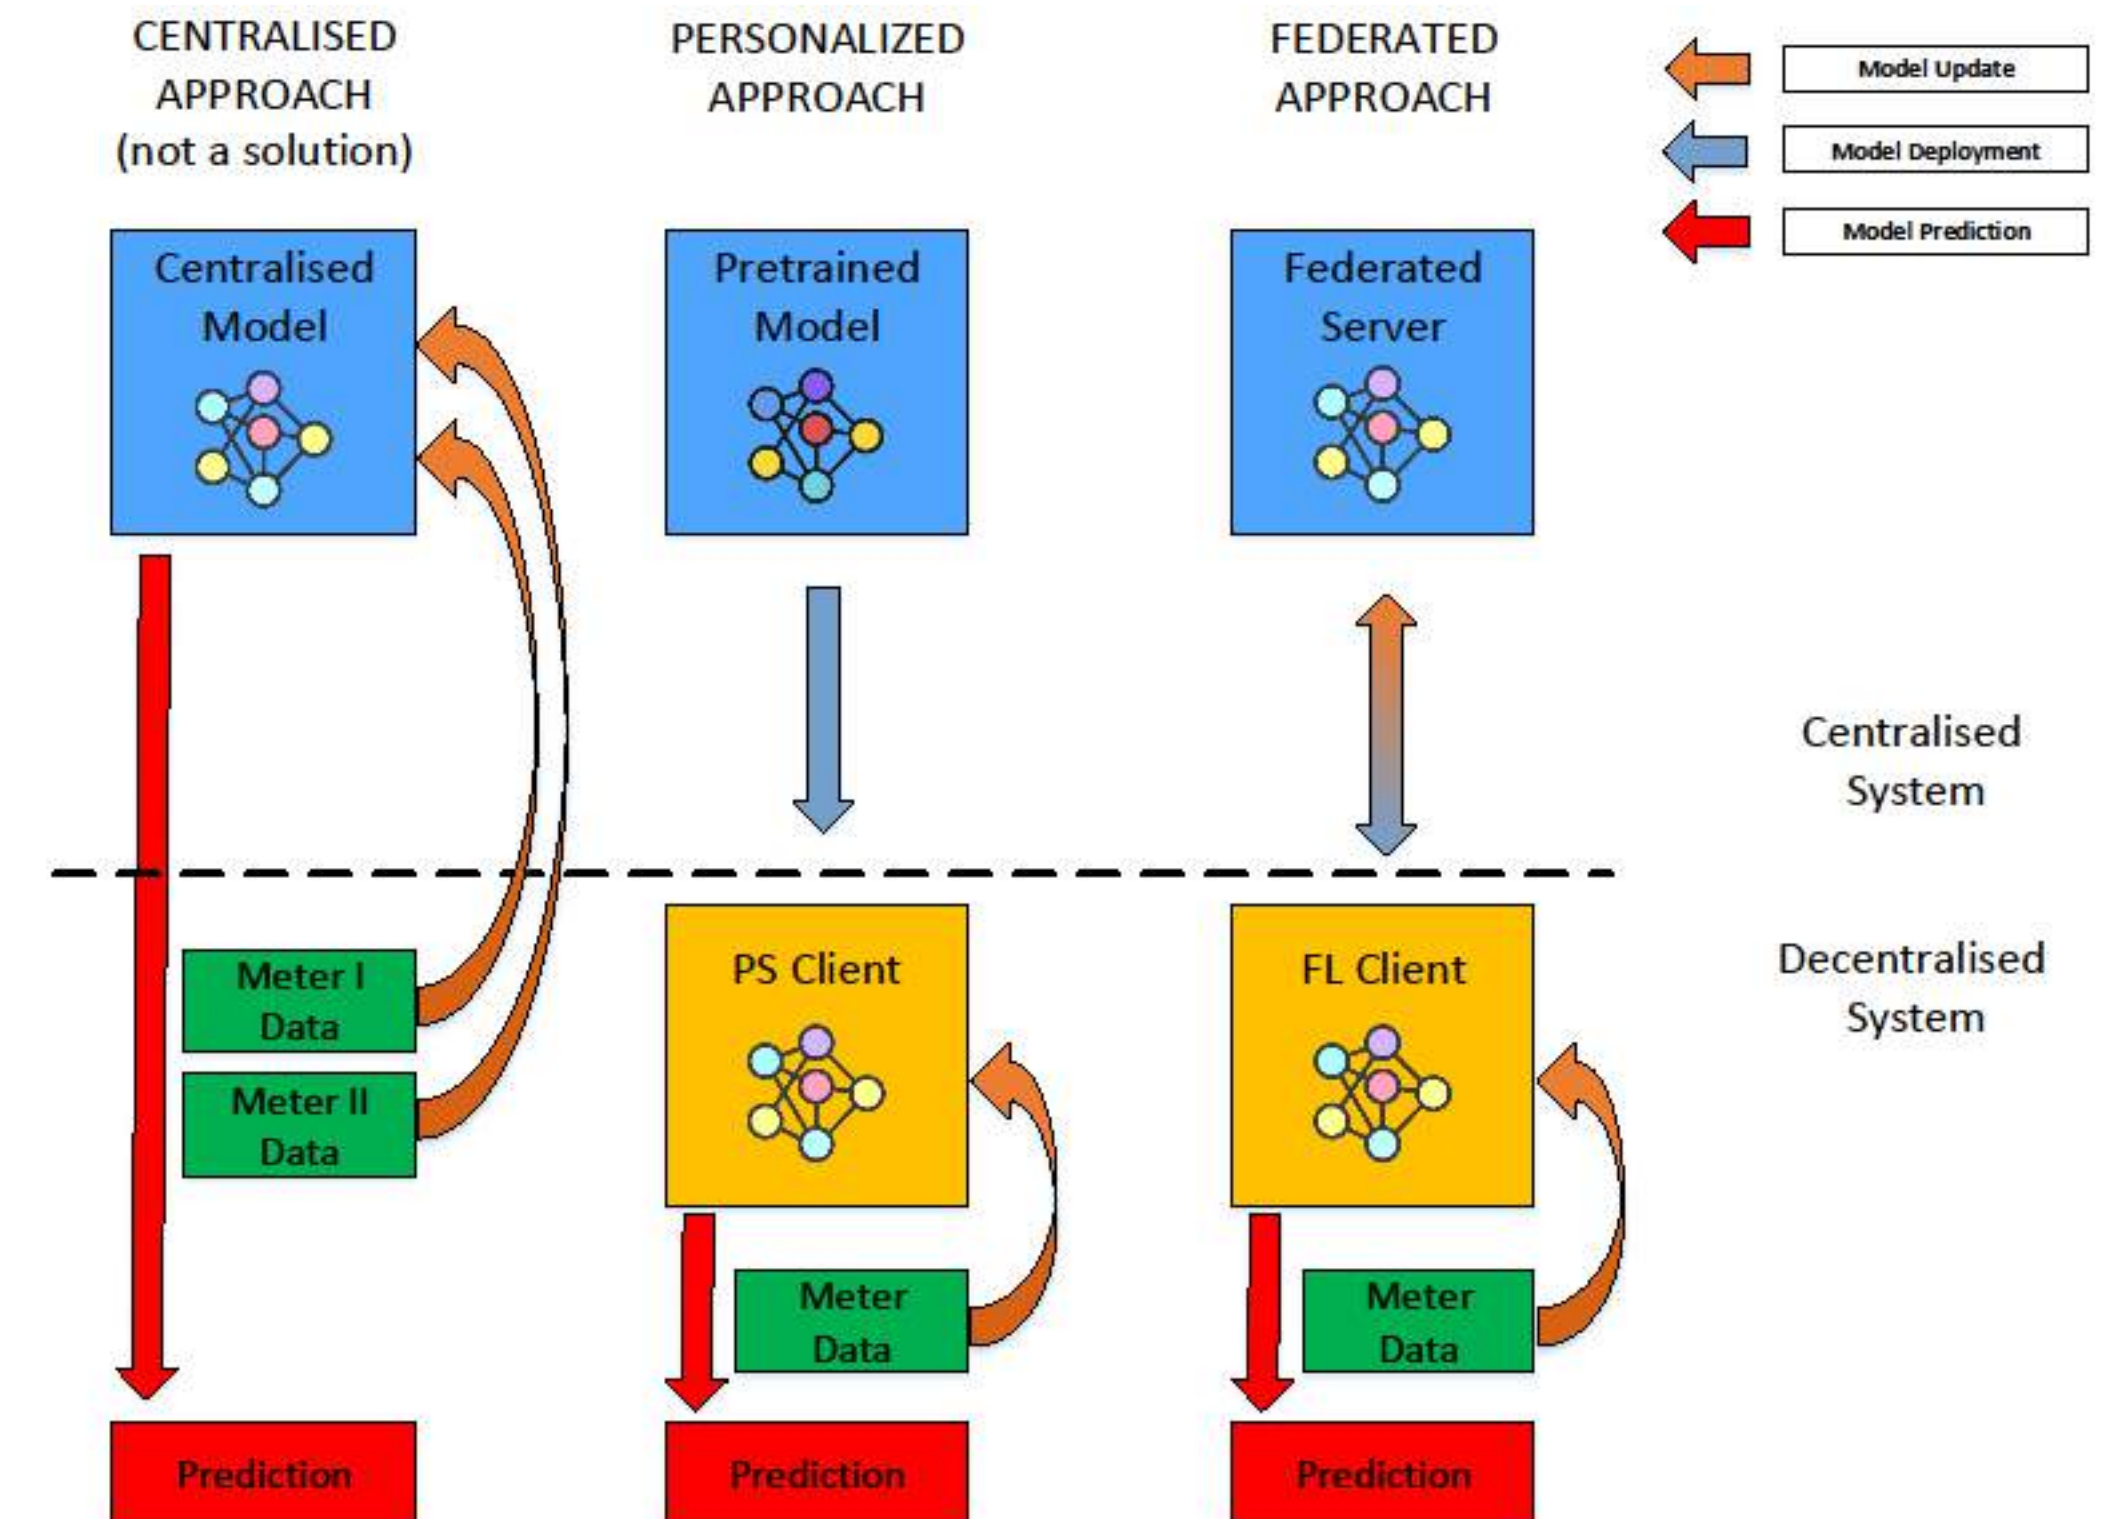 CENTRALISED
APPROACH
(not a solution)
PERSONALIZED
APPROACH
FEDERATED
APPROACH
Model Update
Model Deployment
Model Prediction
Centralised
Model
Pretrained
Model
Federated
Server
Centralised
System
Decentralised
System
Meter I
Data
Meter II
Data
PS Client
FL Client
Meter
Data
Meter
Data
Prediction
Prediction
Prediction